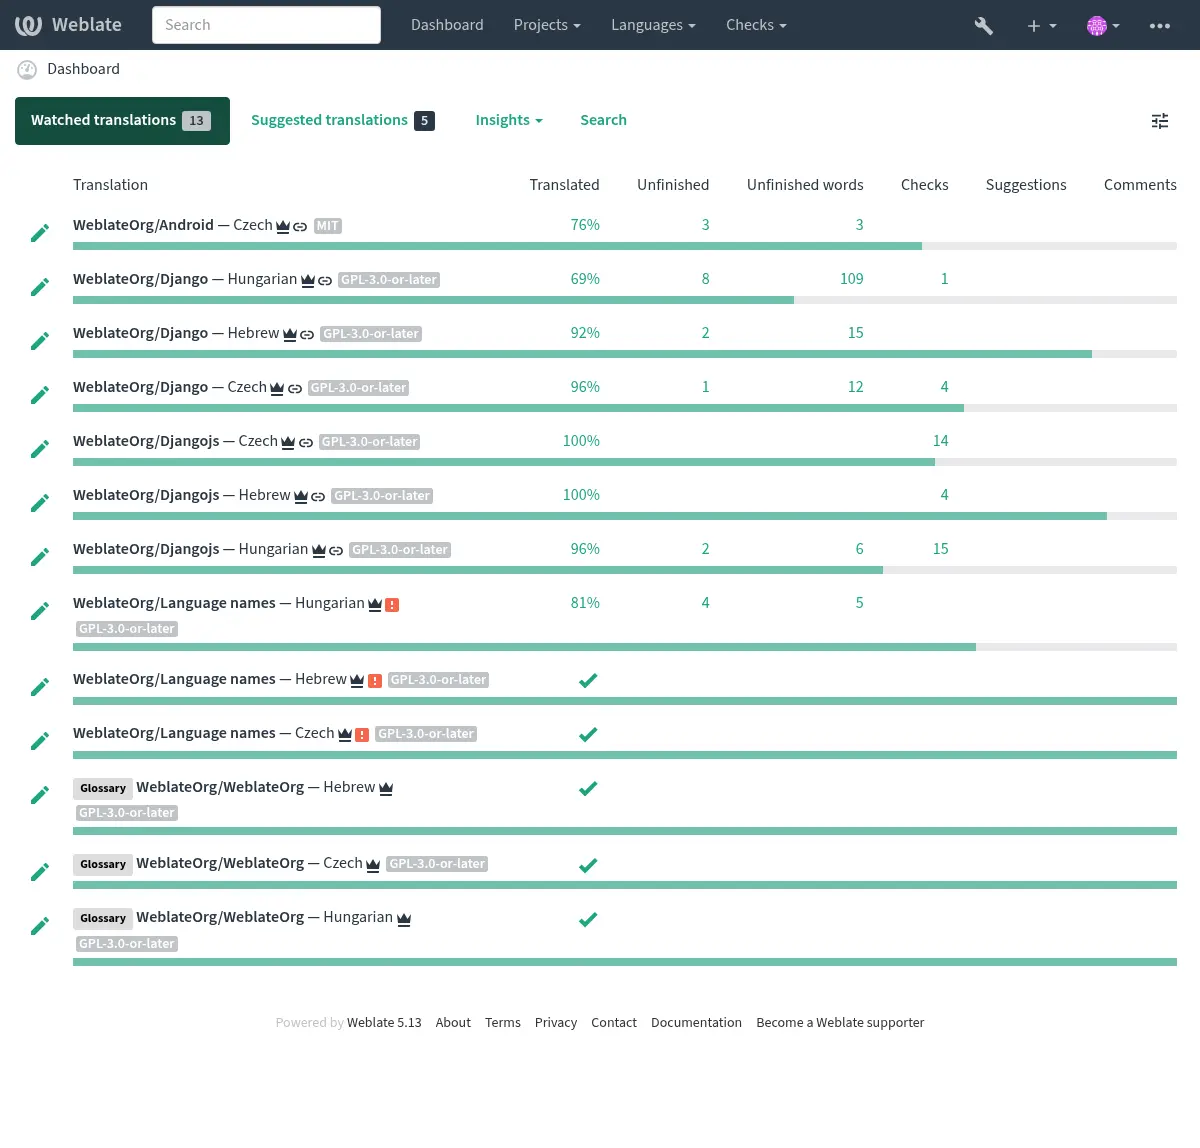 Weblate Search Dashboard Projects Languages Checks
Dashboard
Watched translations 13 Suggested translations 5 Insights Search
Translation Translated Unfinished Unfinished words Checks Suggestions Comments
WeblateOrg/Android — Czech MIT 76% 3 3
WeblateOrg/Django — Hungarian GPL-3.0-or-later 69% 8 109 1
WeblateOrg/Django — Hebrew GPL-3.0-or-later 92% 2 15
WeblateOrg/Django — Czech GPL-3.0-or-later 96% 1 12 4
WeblateOrg/Djangojs — Czech GPL-3.0-or-later 100% 14
WeblateOrg/Djangojs — Hebrew GPL-3.0-or-later 100% 4
WeblateOrg/Djangojs — Hungarian GPL-3.0-or-later 96% 2 6 15
WeblateOrg/Language names — Hungarian 81% 4 5
GPL-3.0-or-later
WeblateOrg/Language names — Hebrew GPL-3.0-or-later
WeblateOrg/Language names — Czech GPL-3.0-or-later
Glossary WeblateOrg/WeblateOrg — Hebrew
GPL-3.0-or-later
Glossary WeblateOrg/WeblateOrg — Czech GPL-3.0-or-later
Glossary WeblateOrg/WeblateOrg — Hungarian
GPL-3.0-or-later
Powered by Weblate 5.13 About Terms Privacy Contact Documentation Become a Weblate supporter